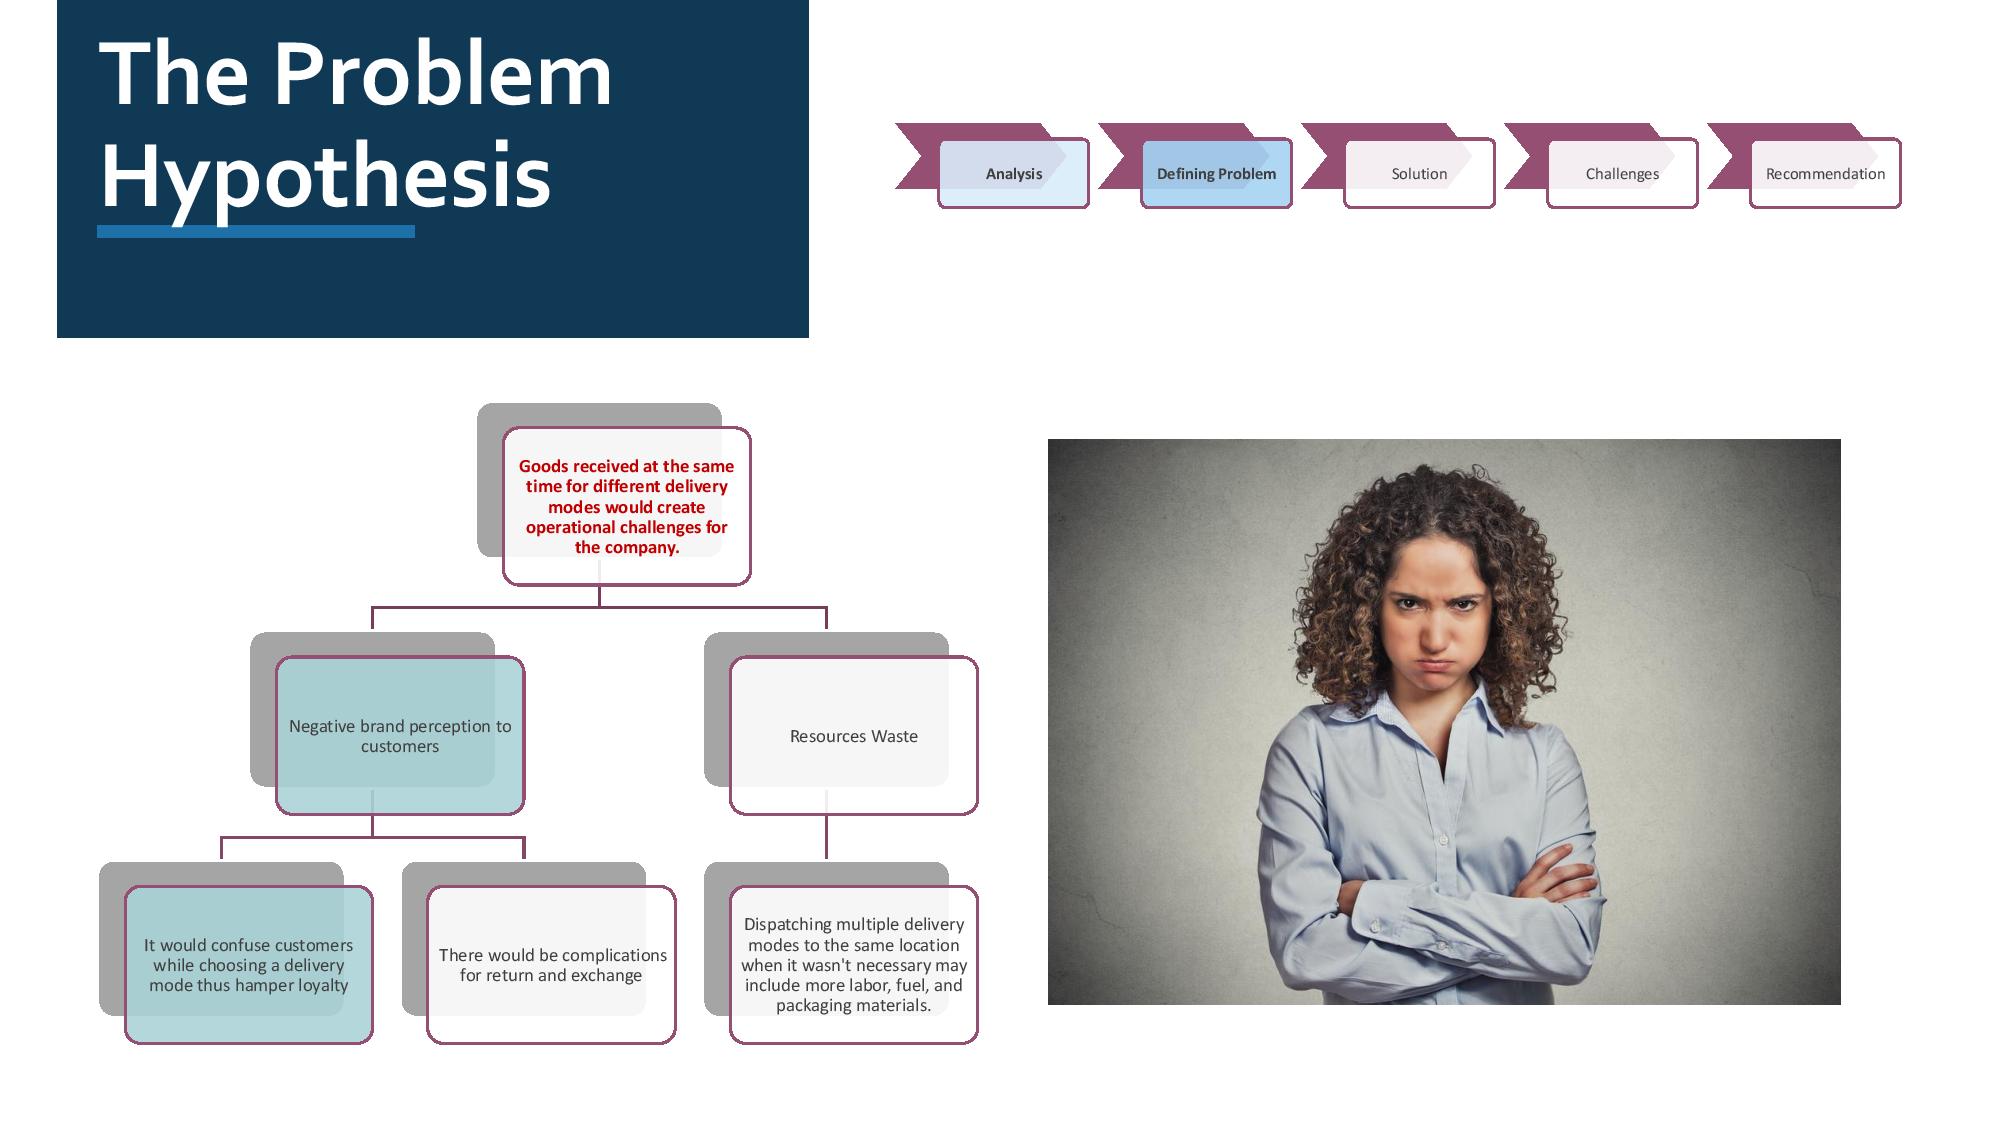 The Problem
Hypothesis
Analysis
Defining Problem
Solution
Challenges
Recommendation
Goods received at the same
time for different delivery
modes would create
operational challenges for
the company.
Negative brand perception to
customers
Resources Waste
It would confuse customers
while choosing a delivery
mode thus hamper loyalty
There would be complications
for return and exchange
Dispatching multiple delivery
modes to the same location
when it wasn't necessary may
include more labor, fuel, and
packaging materials.